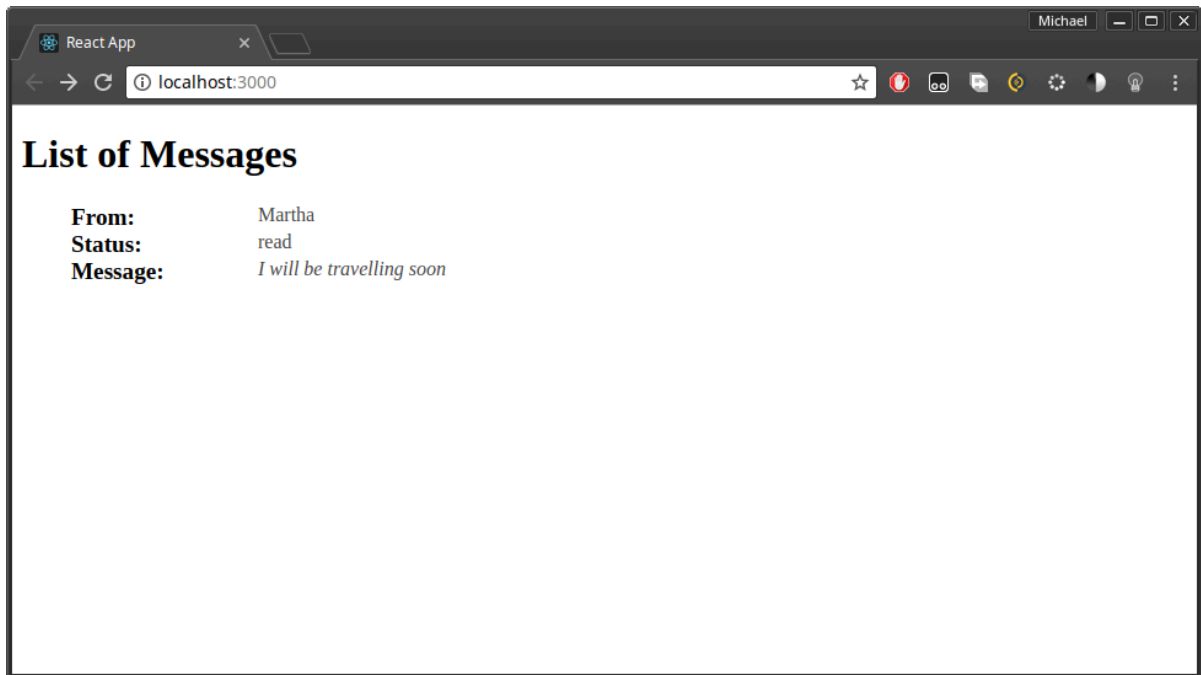 Michael
React App
localhost:3000
List of Messages
From: Martha
Status: read
Message: I will be travelling soon